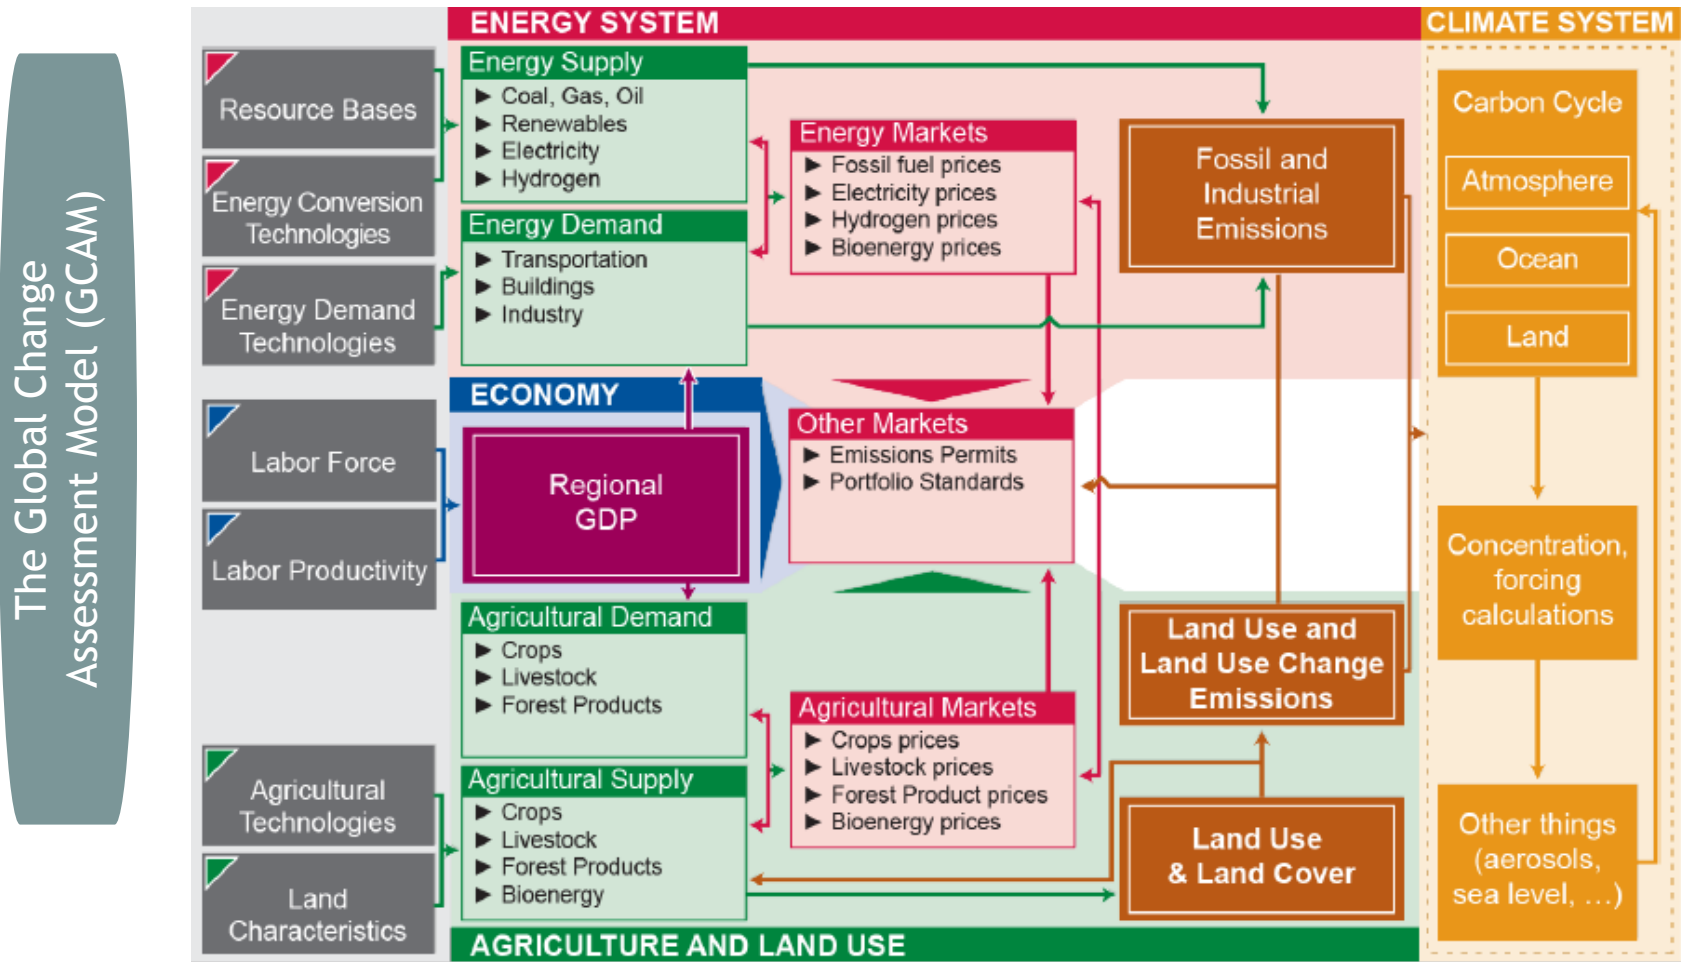 The Global Change
Assessment Model (GCAM)
ENERGY SYSTEM
CLIMATE SYSTEM
Resource Bases
Energy Conversion
Technologies
Energy Demand
Technologies
Labor Force
Labor Productivity
Agricultural
Technologies
Land
Characteristics
Energy Supply
► Coal, Gas, Oil
► Renewables
► Electricity
► Hydrogen
Energy Demand
► Transportation
► Buildings
► Industry
Energy Markets
► Fossil fuel prices
► Electricity prices
► Hydrogen prices
► Bioenergy prices
Fossil and
Industrial
Emissions
ECONOMY
Regional
GDP
Other Markets
► Emissions Permits
► Portfolio Standards
Agricultural Demand
► Crops
► Livestock
► Forest Products
Agricultural Supply
► Crops
► Livestock
► Forest Products
► Bioenergy
Agricultural Markets
► Crops prices
► Livestock prices
► Forest Product prices
► Bioenergy prices
Land Use and
Land Use Change
Emissions
Land Use
& Land Cover
AGRICULTURE AND LAND USE
Carbon Cycle
Atmosphere
Ocean
Land
Concentration,
forcing
calculations
Other things
(aerosols,
sea level, ...)